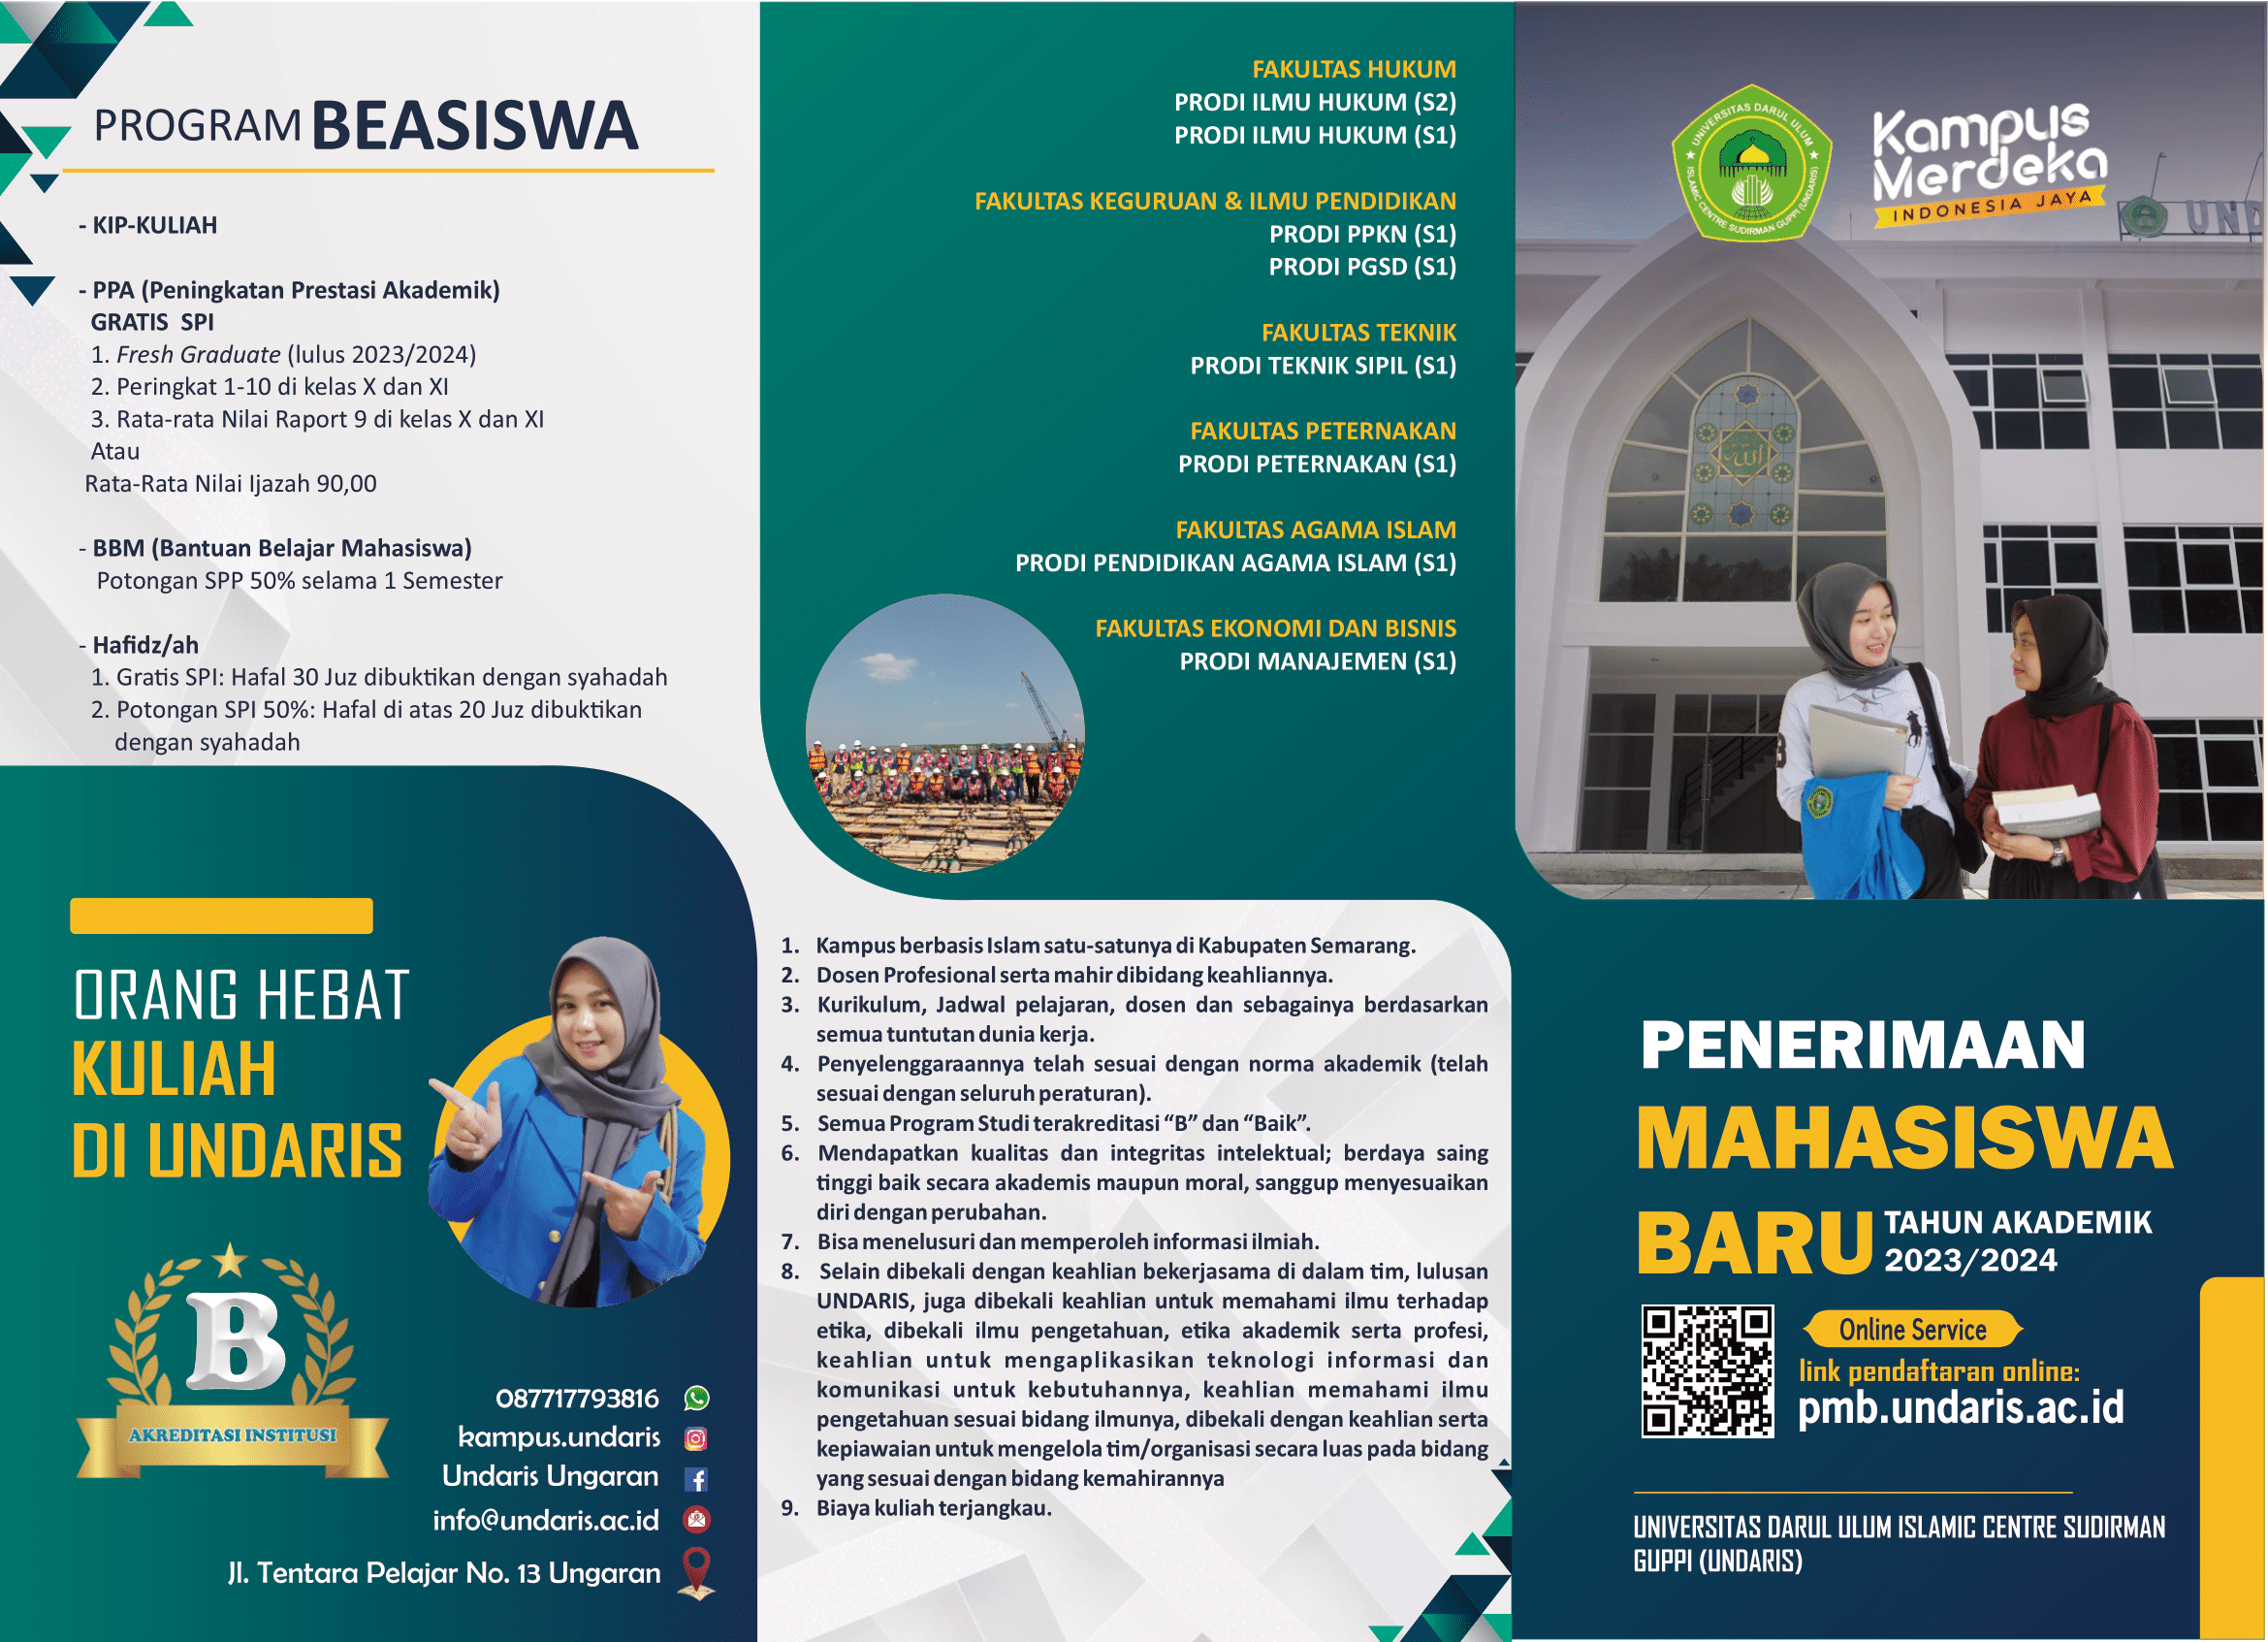 PROGRAM BEASISWA
- KIP-KULIAH
- PPA (Peningkatan Prestasi Akademik)
GRATIS SPI
1. Fresh Graduate (lulus 2023/2024)
2. Peringkat 1-10 di kelas X dan XI
3. Rata-rata Nilai Raport 9 di kelas X dan XI
Atau
Rata-Rata Nilai Ijazah 90,00
- BBM (Bantuan Belajar Mahasiswa)
Potongan SPP 50% selama 1 Semester
- Hafidz/ah
1. Gratis SPI: Hafal 30 Juz dibuktikan dengan syahadah
2. Potongan SPI 50%: Hafal di atas 20 Juz dibuktikan
dengan syahadah
ORANG HEBAT
KULIAH
DI UNDARIS
B
AKREDITASI INSTITUSI
087717793816
kampus.undaris
Undaris Ungaran
info@undaris.ac.id
Jl. Tentara Pelajar No. 13 Ungaran
FAKULTAS HUKUM
PRODI ILMU HUKUM (S2)
PRODI ILMU HUKUM (S1)
FAKULTAS KEGURUAN & ILMU PENDIDIKAN
PRODI PPKN (S1)
PRODI PGSD (S1)
FAKULTAS TEKNIK
PRODI TEKNIK SIPIL (S1)
FAKULTAS PETERNAKAN
PRODI PETERNAKAN (S1)
FAKULTAS AGAMA ISLAM
PRODI PENDIDIKAN AGAMA ISLAM (S1)
FAKULTAS EKONOMI DAN BISNIS
PRODI MANAJEMEN (S1)
1. Kampus berbasis Islam satu-satunya di Kabupaten Semarang.
2. Dosen Profesional serta mahir dibidang keahliannya.
3. Kurikulum, Jadwal pelajaran, dosen dan sebagainya berdasarkan
semua tuntutan dunia kerja.
4. Penyelenggaraannya telah sesuai dengan norma akademik (telah
sesuai dengan seluruh peraturan).
5. Semua Program Studi terakreditasi “B” dan “Baik”.
6. Mendapatkan kualitas dan integritas intelektual; berdaya saing
tinggi baik secara akademis maupun moral, sanggup menyesuaikan
diri dengan perubahan.
7. Bisa menelusuri dan memperoleh informasi ilmiah.
8. Selain dibekali dengan keahlian bekerjasama di dalam tim, lulusan
UNDARIS, juga dibekali keahlian untuk memahami ilmu terhadap
etika, dibekali ilmu pengetahuan, etika akademik serta profesi,
keahlian untuk mengaplikasikan teknologi informasi dan
komunikasi untuk kebutuhannya, keahlian memahami ilmu
pengetahuan sesuai bidang ilmunya, dibekali dengan keahlian serta
kepiawaian untuk mengelola tim/organisasi secara luas pada bidang
yang sesuai dengan bidang kemahirannya
9. Biaya kuliah terjangkau.
UNIVERSITAS DARUL ULUM
ISLAMIC CENTRE SUDIRMAN GUPPI (UNDARIS)
Kampus
Merdeka
INDONESIA JAYA
UND
الله
PENERIMAAN
MAHASISWA
BARU TAHUN AKADEMIK
2023/2024
Online Service
link pendaftaran online:
pmb.undaris.ac.id
UNIVERSITAS DARUL ULUM ISLAMIC CENTRE SUDIRMAN
GUPPI (UNDARIS)